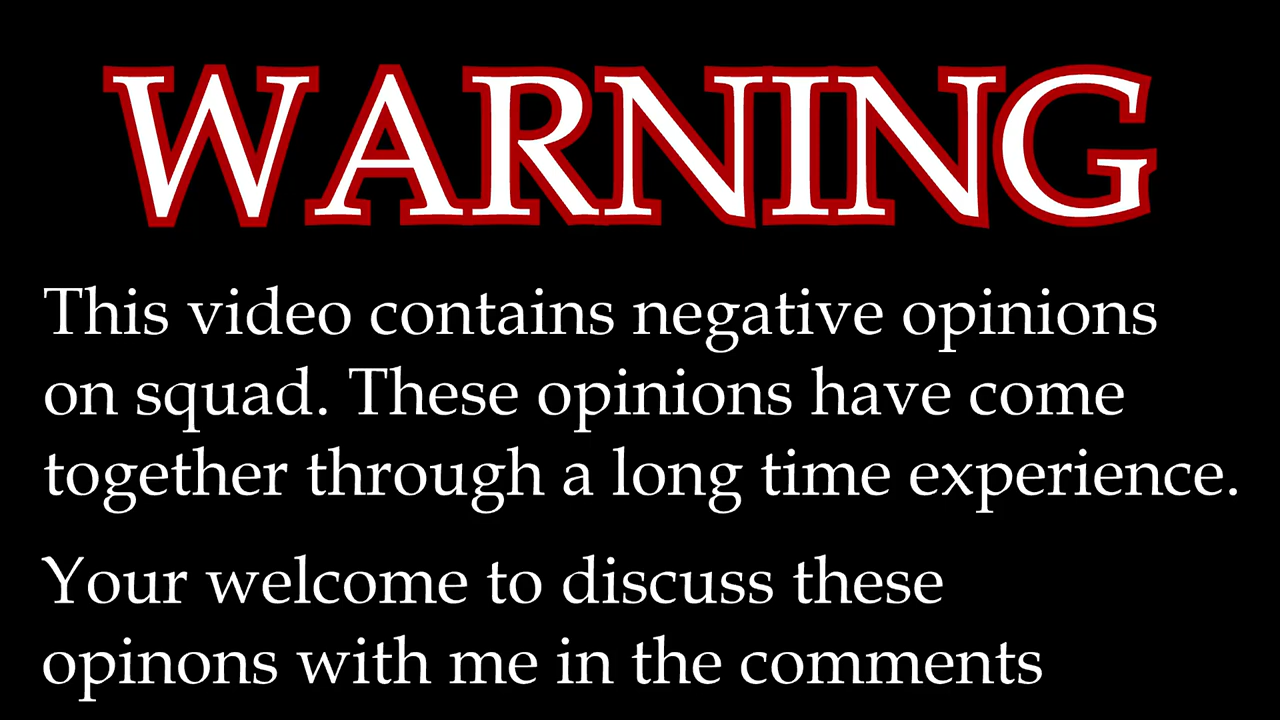 WARNING
This video contains negative opinions
on squad. These opinions have come
together through a long time experience.
Your welcome to discuss these
opinons with me in the comments